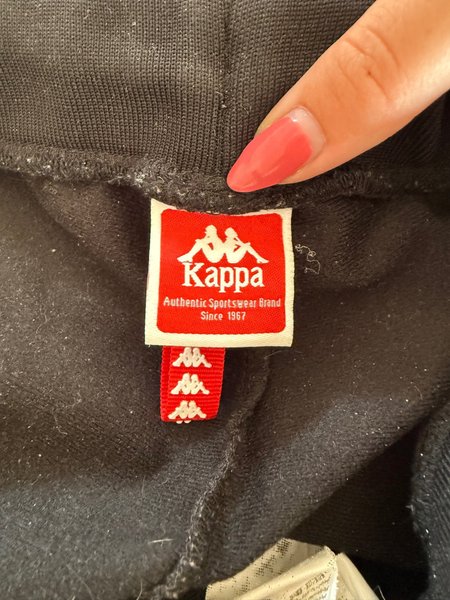 Kappa
Authentic Sportswear Brand
Since 1967